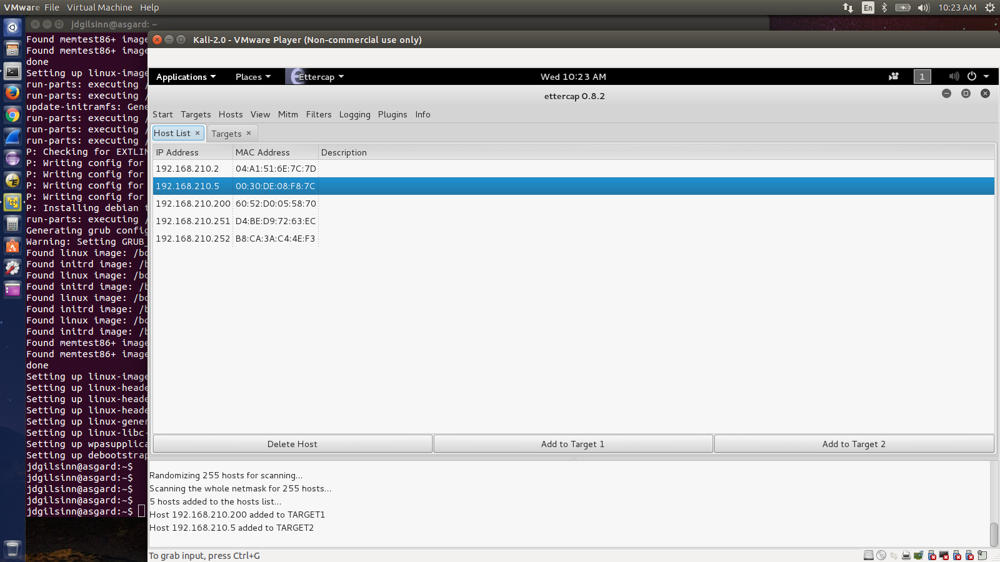 VMware File Virtual Machine Help
En
10:23 AM
jdgilsinn@asgard: ~
Found memtest86+ image
Found memtest86+ image
done
Setting up linux-image
run-parts: executing /
run-parts: executing /
update-initramfs: Gene
run-parts: executing /
run-parts: executing /
run-parts: executing /
P: Checking for EXTLIN
P: Writing config for
P: Writing config for
P: Writing config for
P: Writing config for
P: Installing debian t
run-parts: executing /
Generating grub config
Warning: Setting GRUB_
Found linux image: /bo
Found initrd image: /b
Found linux image: /bo
Found initrd image: /b
Found linux image: /bo
Found initrd image: /b
Found linux image: /bo
Found initrd image: /b
Found memtest86+ image
Found memtest86+ image
done
Setting up linux-image
Setting up linux-heade
Setting up linux-heade
Setting up linux-heade
Setting up linux-gener
Setting up linux-libc-
Setting up wpasupplica
Setting up debootstrap
jdgilsinn@asgard:~$
jdgilsinn@asgard:~$
jdgilsinn@asgard:~$
jdgilsinn@asgard:~$
jdgilsinn@asgard:~$
Kali-2.0 - VMware Player (Non-commercial use only)
Applications Places Ettercap
Wed 10:23 AM
1
ettercap 0.8.2
Start Targets Hosts View Mitm Filters Logging Plugins Info
Host List × Targets ×
IP Address MAC Address Description
192.168.210.2 04:A1:51:6E:7C:7D
192.168.210.5 00:30:DE:08:F8:7C
192.168.210.200 60:52:D0:05:58:70
192.168.210.251 D4:BE:D9:72:63:EC
192.168.210.252 B8:CA:3A:C4:4E:F3
Delete Host Add to Target 1 Add to Target 2
Randomizing 255 hosts for scanning...
Scanning the whole netmask for 255 hosts...
5 hosts added to the hosts list...
Host 192.168.210.200 added to TARGET1
Host 192.168.210.5 added to TARGET2
To grab input, press Ctrl+G